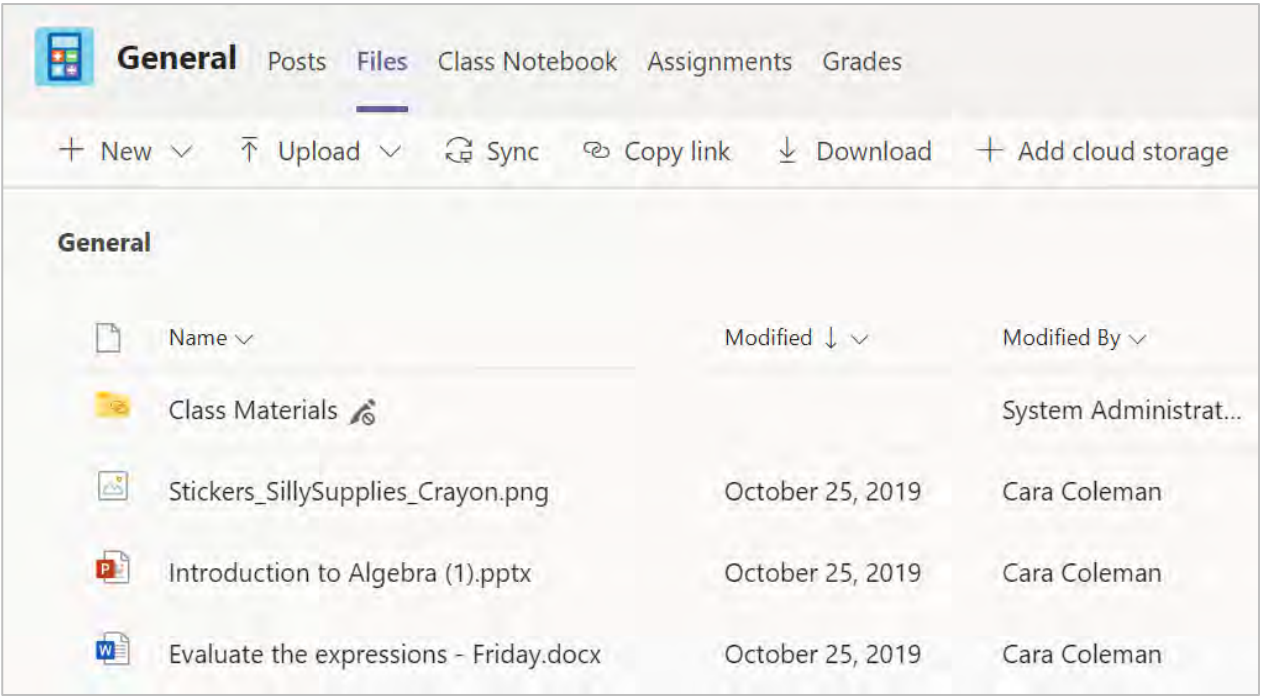 General Posts Files Class Notebook Assignments Grades
New Upload Sync Copy link Download Add cloud storage
General
Name Modified ↓ Modified By
Class Materials System Administrat...
Stickers_SillySupplies_Crayon.png October 25, 2019 Cara Coleman
Introduction to Algebra (1).pptx October 25, 2019 Cara Coleman
Evaluate the expressions - Friday.docx October 25, 2019 Cara Coleman